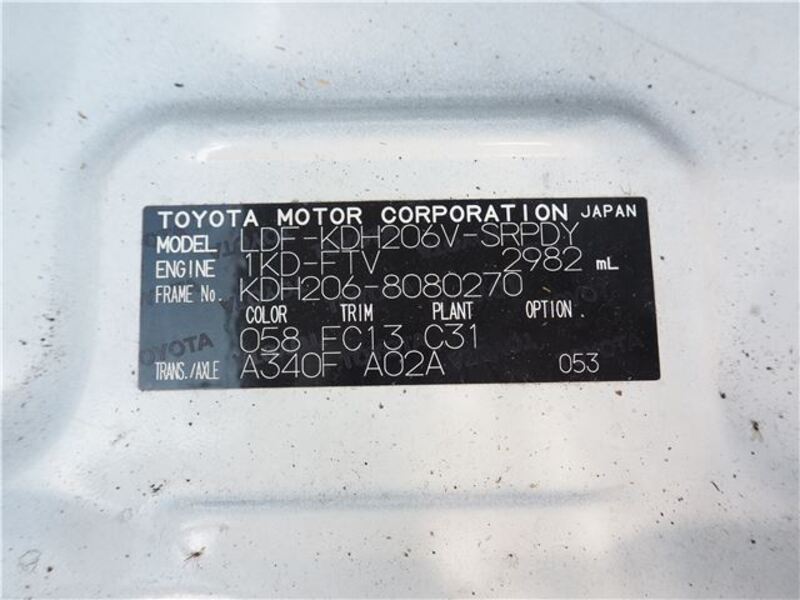 TOYOTA MOTOR CORPORATION JAPAN
MODEL LDF-KDH206V-SRPDY
ENGINE 1KD-FTV 2982 mL
FRAME No. KDH206-8080270
COLOR TRIM PLANT OPTION
058 FC13 C31
TRANS./AXLE A340F A02A 053